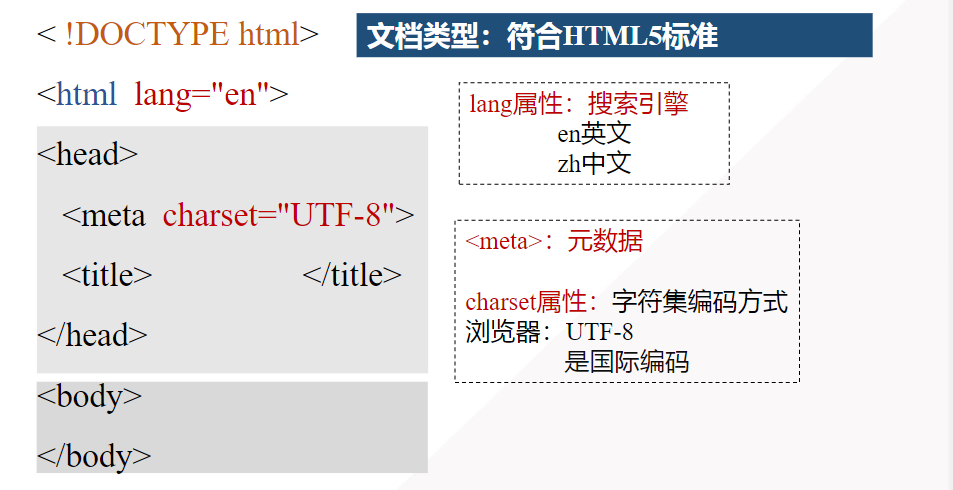 < !DOCTYPE html>
文档类型：符合HTML5标准
<html lang="en">
lang属性：搜索引擎
en英文
zh中文
<head>
<meta charset="UTF-8">
<title> </title>
</head>
<meta>：元数据
charset属性：字符集编码方式
浏览器：UTF-8
是国际编码
<body>
</body>